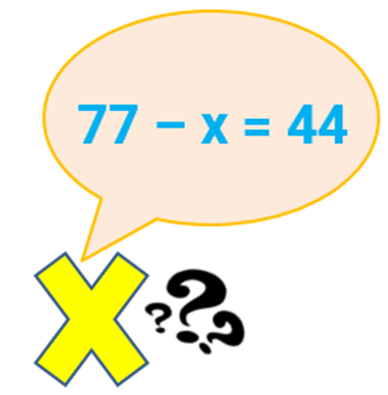 77 – x = 44
X ???